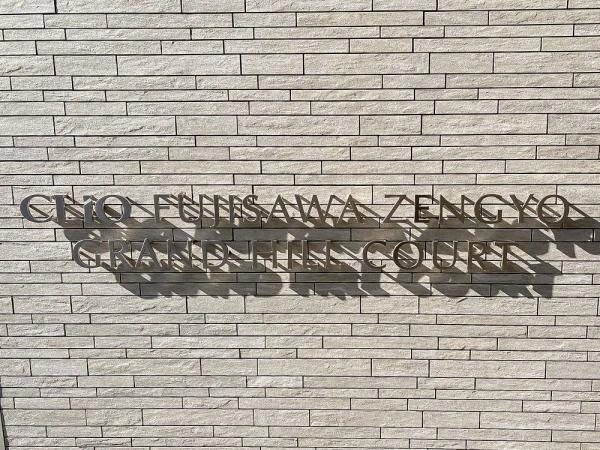 CLiO FUJISAWA ZENGYO
GRAND HILL COURT